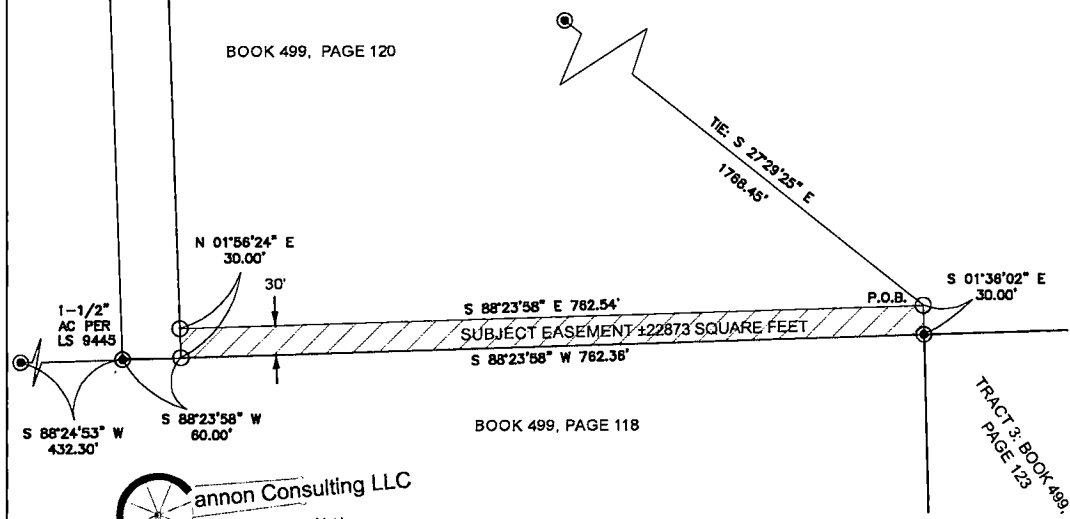 BOOK 499, PAGE 120
TIE: S 27°29'25" E
1768.45'
N 01°56'24" E
30.00'
30'
S 01°38'02" E
30.00'
P.O.B.
1-1/2"
AC PER
LS 9445
S 88°23'58" E 762.54'
SUBJECT EASEMENT ±22873 SQUARE FEET
S 88°23'58" W 762.36'
S 88°24'53" W
432.30'
S 88°23'58" W
60.00'
BOOK 499, PAGE 118
TRACT 3: BOOK 499,
PAGE 123
annon Consulting LLC